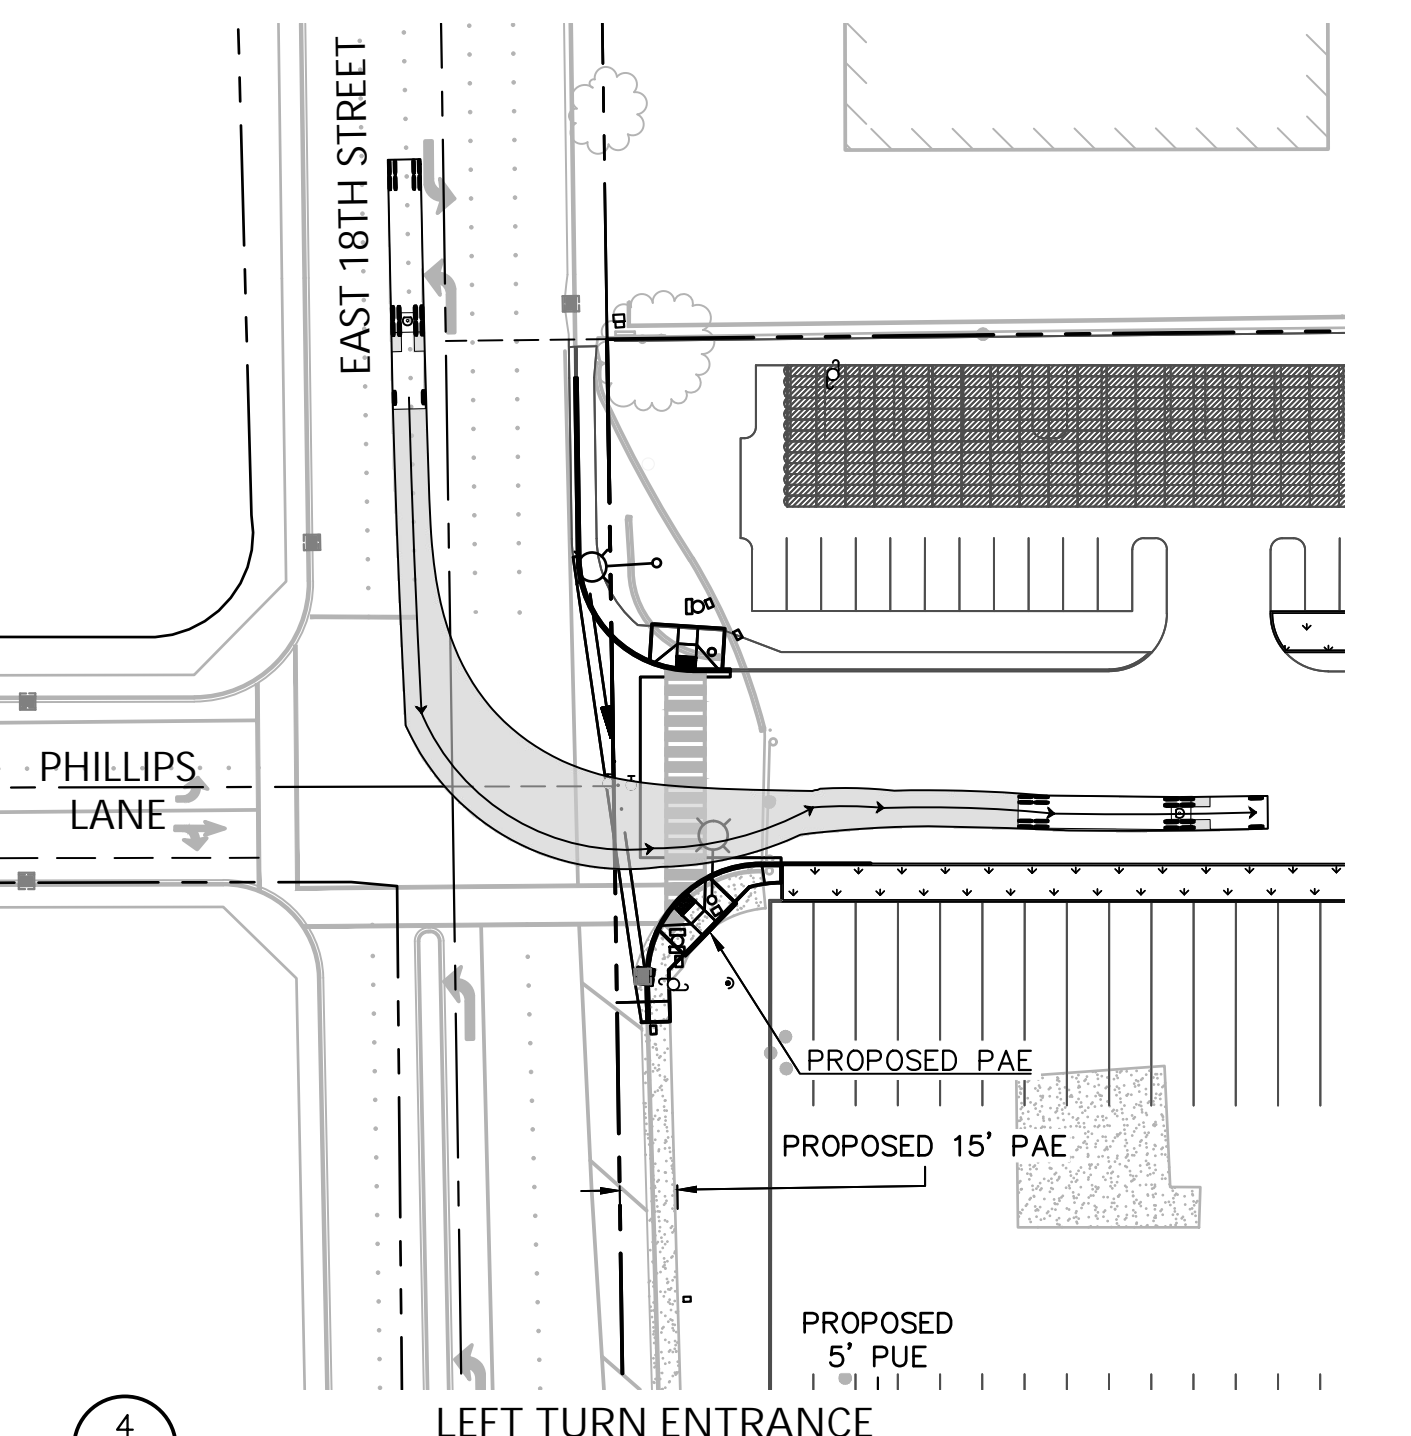 EAST 18TH STREET
PHILLIPS
LANE
PROPOSED PAE
PROPOSED 15' PAE
PROPOSED
5' PUE
4
LEFT TURN ENTRANCE